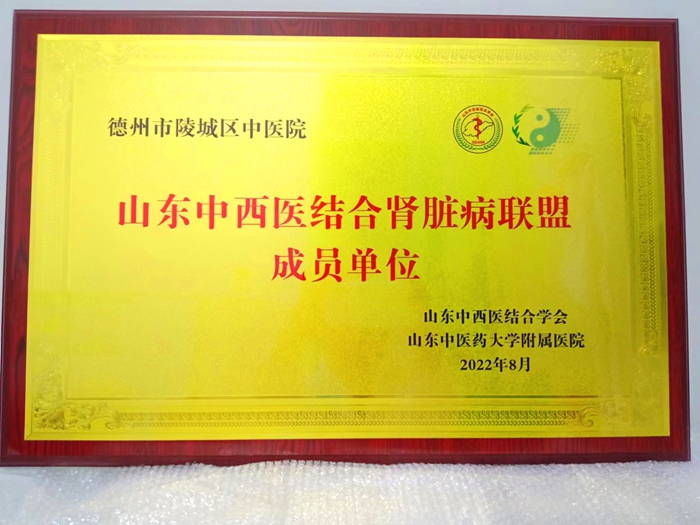 德州市陵城区中医院
山东中西医结合肾脏病联盟
成员单位
山东中西医结合学会
山东中医药大学附属医院
2022年8月